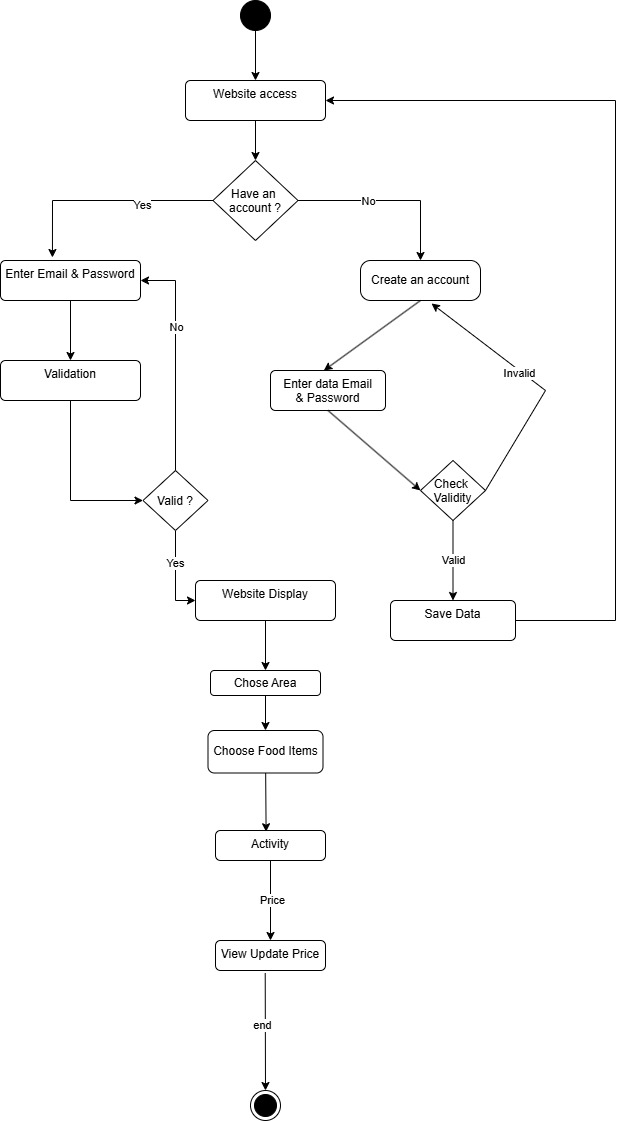 Website access
Have an
account ?
Yes
No
Enter Email & Password
Create an account
No
Validation
Invalid
Enter data Email
& Password
Valid ?
Check
Validity
Yes
Valid
Website Display
Save Data
Chose Area
Choose Food Items
Activity
Price
View Update Price
end